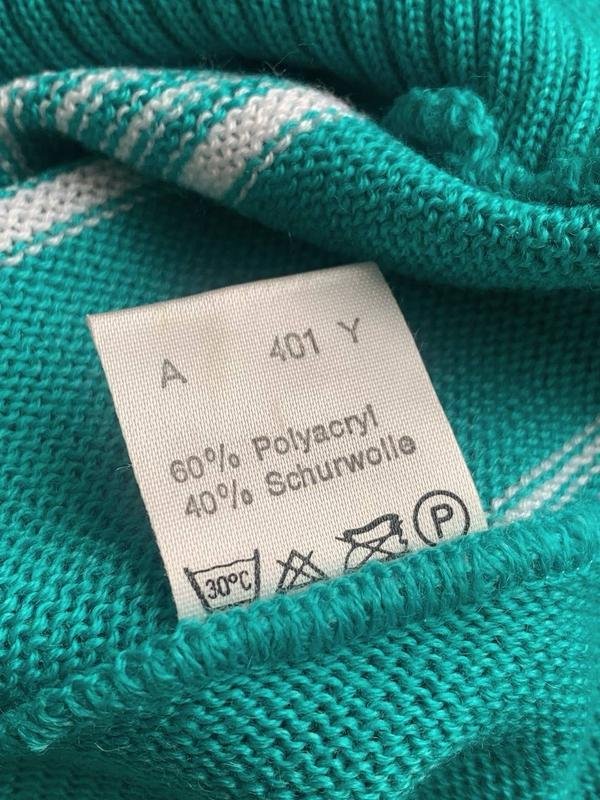 A 401 Y
60% Polyacryl
40% Schurwolle
30°C P